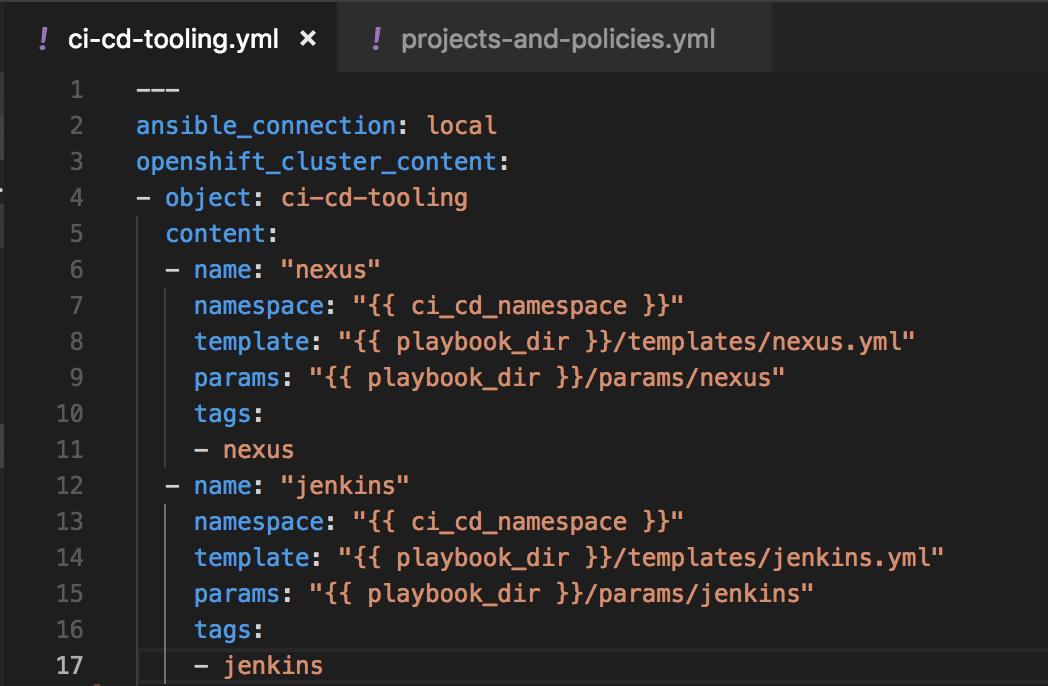 ! ci-cd-tooling.yml × ! projects-and-policies.yml
1 ---
2 ansible_connection: local
3 openshift_cluster_content:
4 - object: ci-cd-tooling
5   content:
6   - name: "nexus"
7     namespace: "{{ ci_cd_namespace }}"
8     template: "{{ playbook_dir }}/templates/nexus.yml"
9     params: "{{ playbook_dir }}/params/nexus"
10     tags:
11     - nexus
12   - name: "jenkins"
13     namespace: "{{ ci_cd_namespace }}"
14     template: "{{ playbook_dir }}/templates/jenkins.yml"
15     params: "{{ playbook_dir }}/params/jenkins"
16     tags:
17     - jenkins